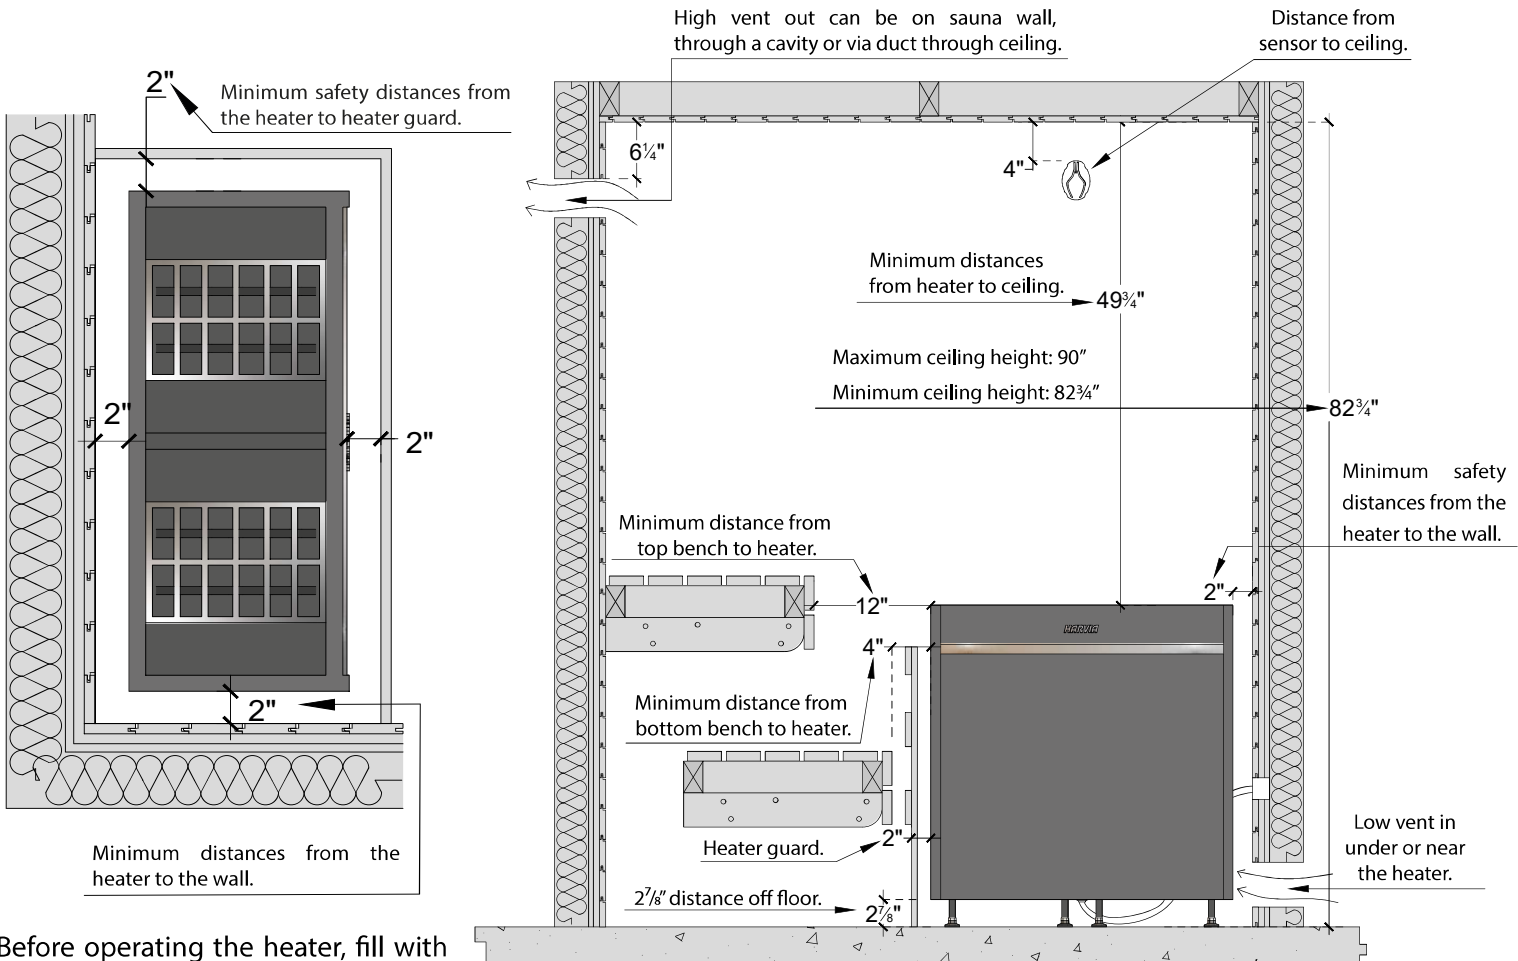 High vent out can be on sauna wall,
through a cavity or via duct through ceiling.
Distance from
sensor to ceiling.
2"
Minimum safety distances from
the heater to heater guard.
6¼"
4"
Minimum distances
from heater to ceiling.
49¾"
Maximum ceiling height: 90”
Minimum ceiling height: 82¾”
82¾"
2"
2"
Minimum safety
distances from the
heater to the wall.
Minimum distance from
top bench to heater.
2"
12"
HARVIA
4"
2"
Minimum distance from
bottom bench to heater.
Minimum distances from the
heater to the wall.
Heater guard.
2"
Low vent in
under or near
the heater.
2⅞” distance off floor.
2⅞"
Before operating the heater, fill with